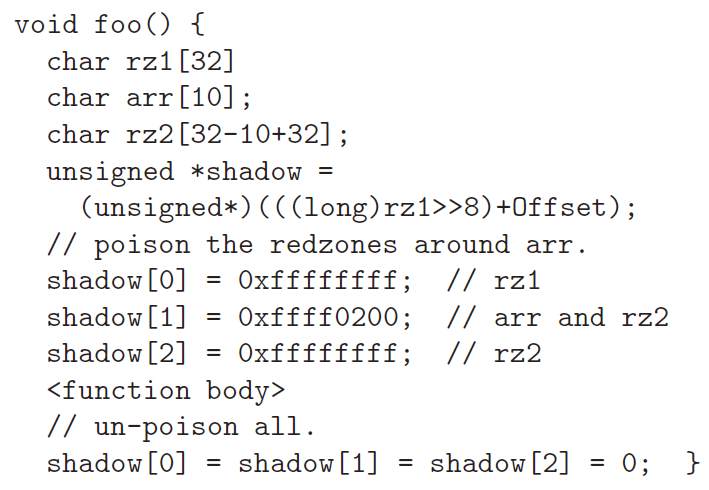 void foo() {
  char rz1[32]
  char arr[10];
  char rz2[32-10+32];
  unsigned *shadow =
    (unsigned*)(((long)rz1>>8)+Offset);
  // poison the redzones around arr.
  shadow[0] = 0xffffffff;  // rz1
  shadow[1] = 0xffff0200;  // arr and rz2
  shadow[2] = 0xffffffff;  // rz2
  <function body>
  // un-poison all.
  shadow[0] = shadow[1] = shadow[2] = 0;  }